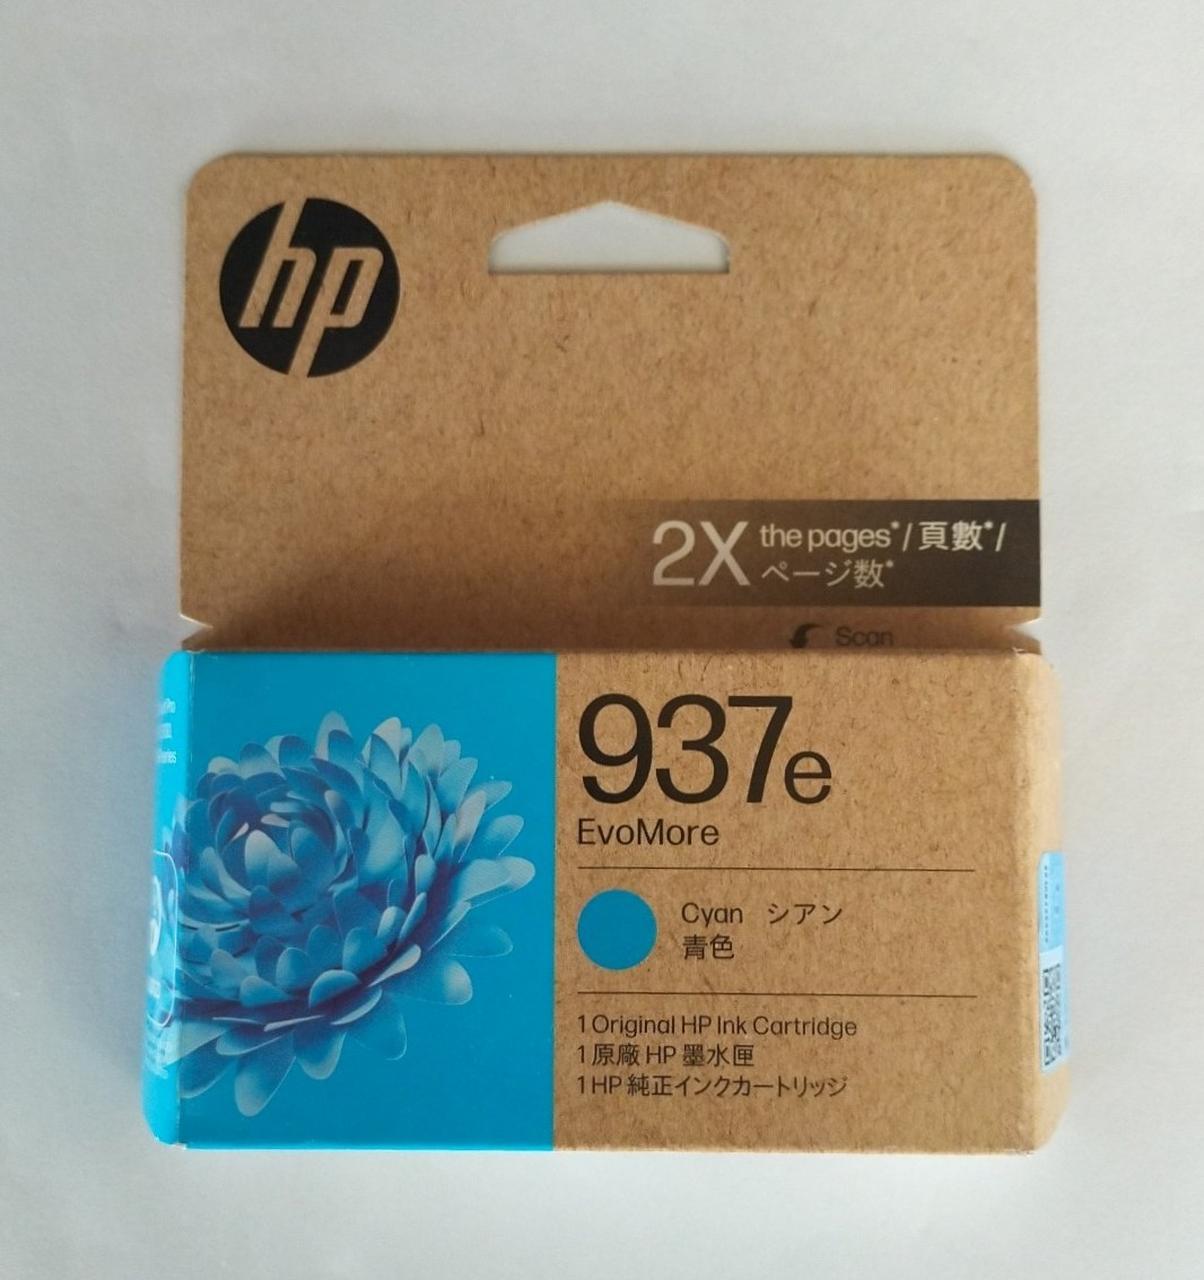 hp
2X the pages*/頁數*/
ページ数*
Scan
937e
EvoMore
Cyan シアン
青色
1 Original HP Ink Cartridge
1 原廠 HP 墨水匣
1 HP 純正インクカートリッジ